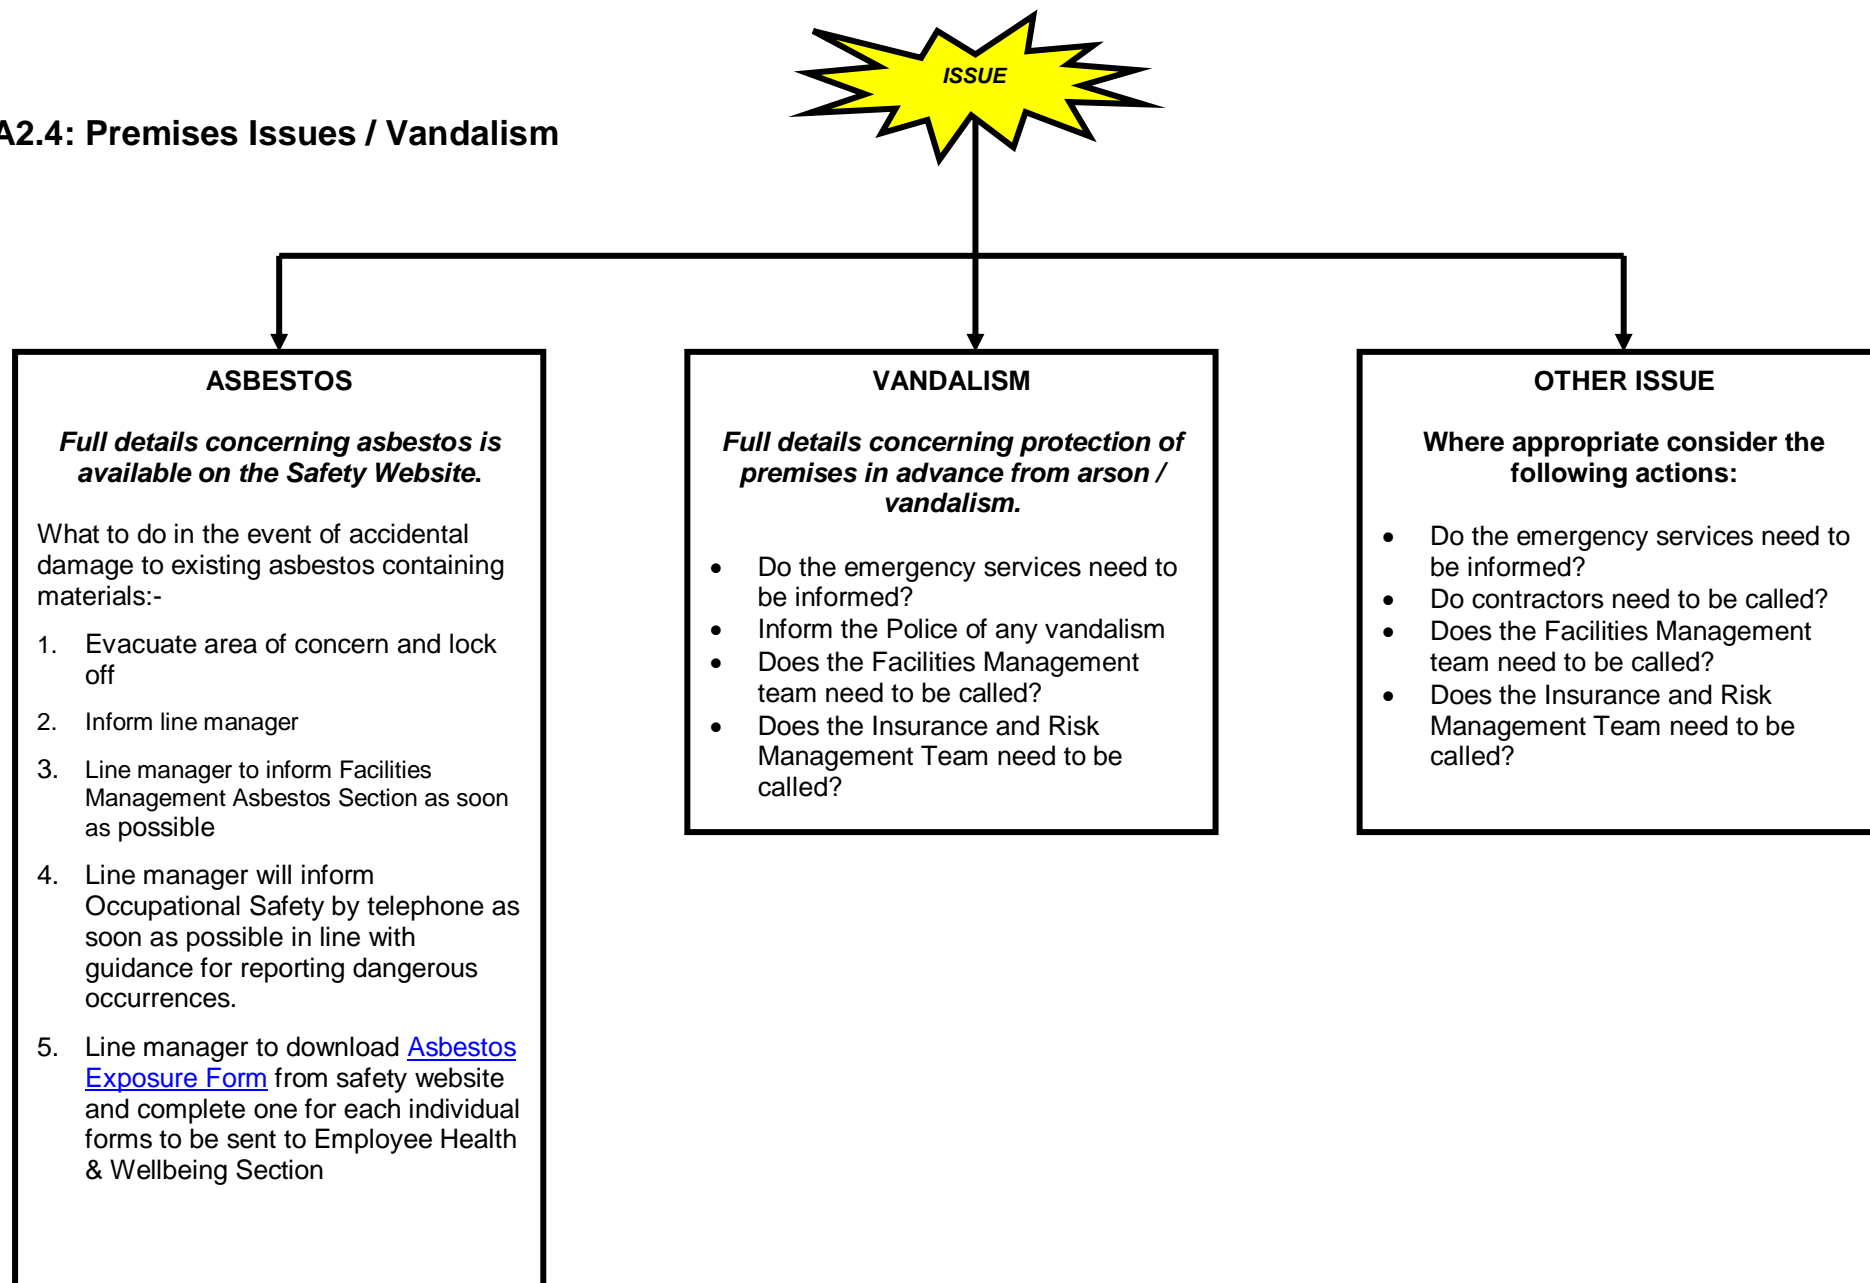 ISSUE
A2.4: Premises Issues / Vandalism
ASBESTOS
Full details concerning asbestos is
available on the Safety Website.
What to do in the event of accidental
damage to existing asbestos containing
materials:-
1. Evacuate area of concern and lock
off
2. Inform line manager
3. Line manager to inform Facilities
Management Asbestos Section as soon
as possible
4. Line manager will inform
Occupational Safety by telephone as
soon as possible in line with
guidance for reporting dangerous
occurrences.
5. Line manager to download Asbestos
Exposure Form from safety website
and complete one for each individual
forms to be sent to Employee Health
& Wellbeing Section
VANDALISM
Full details concerning protection of
premises in advance from arson /
vandalism.
• Do the emergency services need to
be informed?
• Inform the Police of any vandalism
• Does the Facilities Management
team need to be called?
• Does the Insurance and Risk
Management Team need to be
called?
OTHER ISSUE
Where appropriate consider the
following actions:
• Do the emergency services need to
be informed?
• Do contractors need to be called?
• Does the Facilities Management
team need to be called?
• Does the Insurance and Risk
Management Team need to be
called?